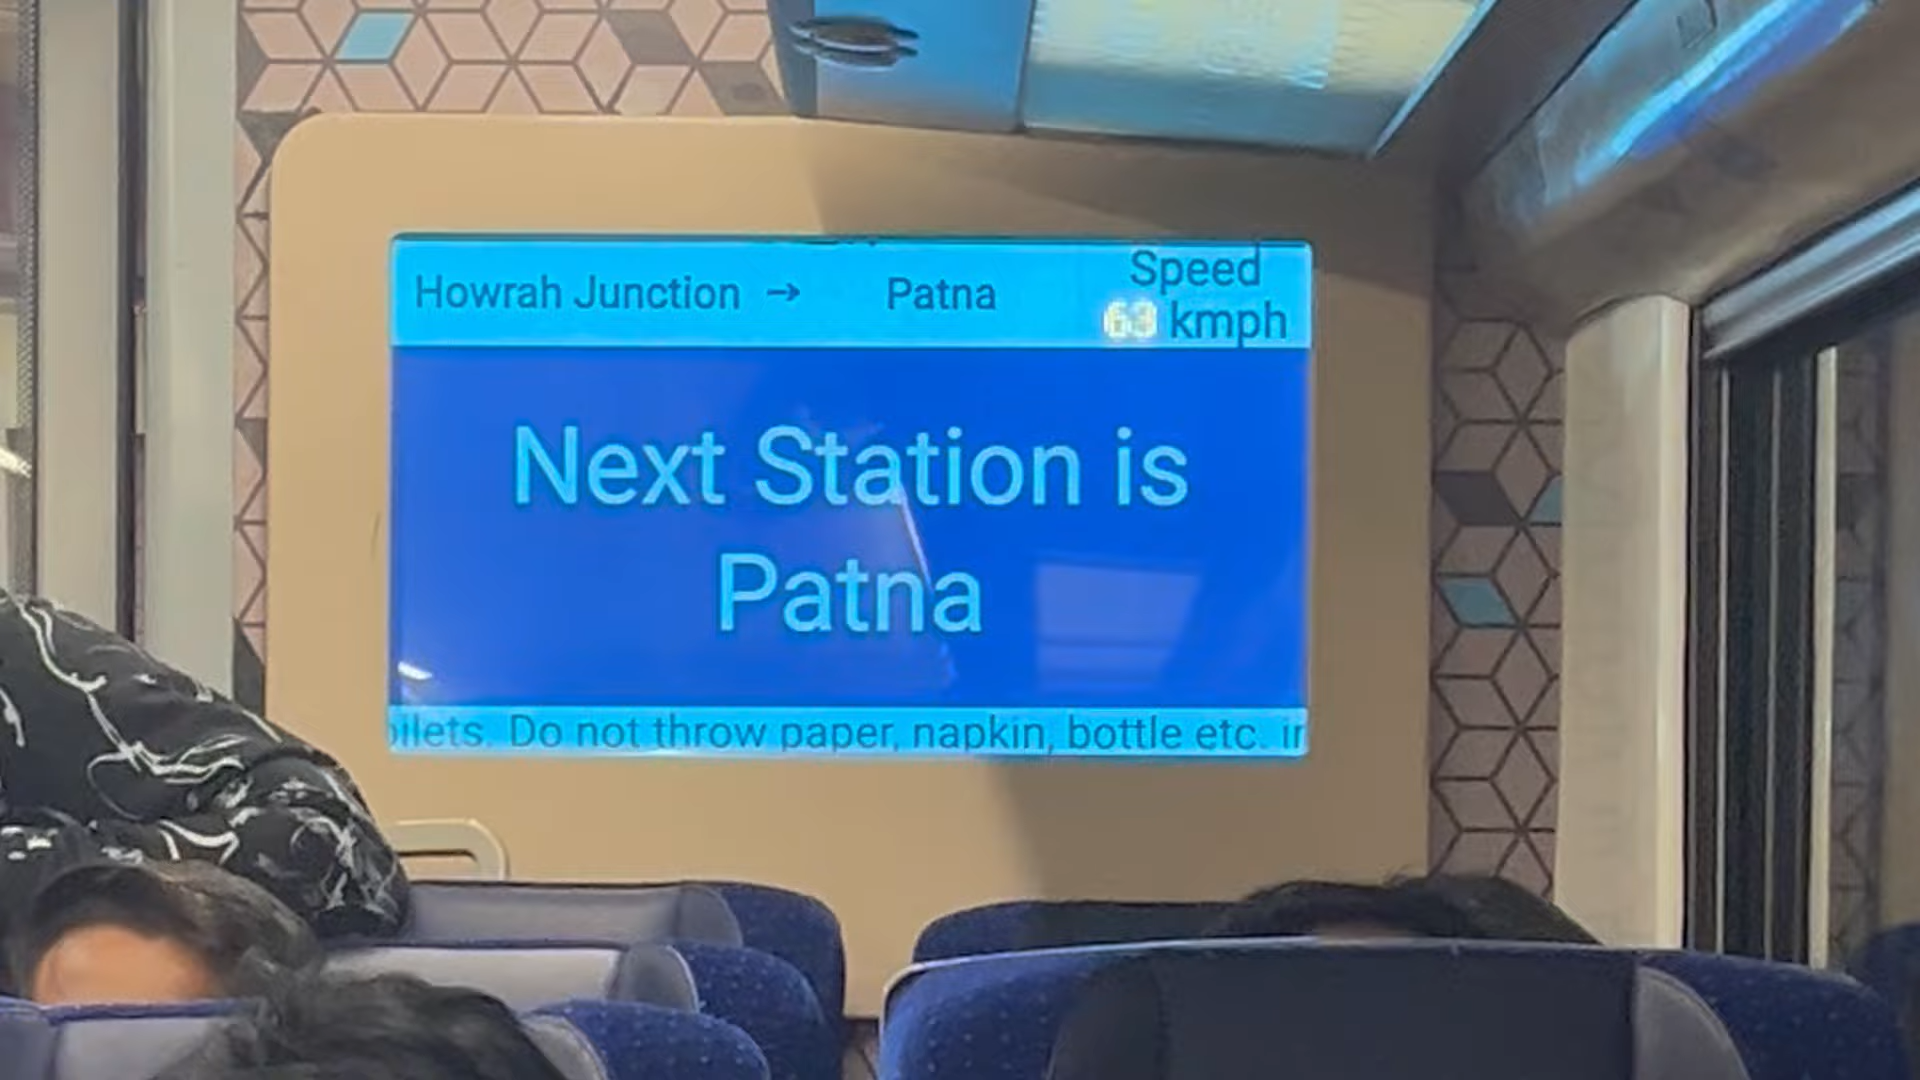 Howrah Junction → Patna
Speed
63 kmph
Next Station is
Patna
Do not throw paper, napkin, bottle etc.